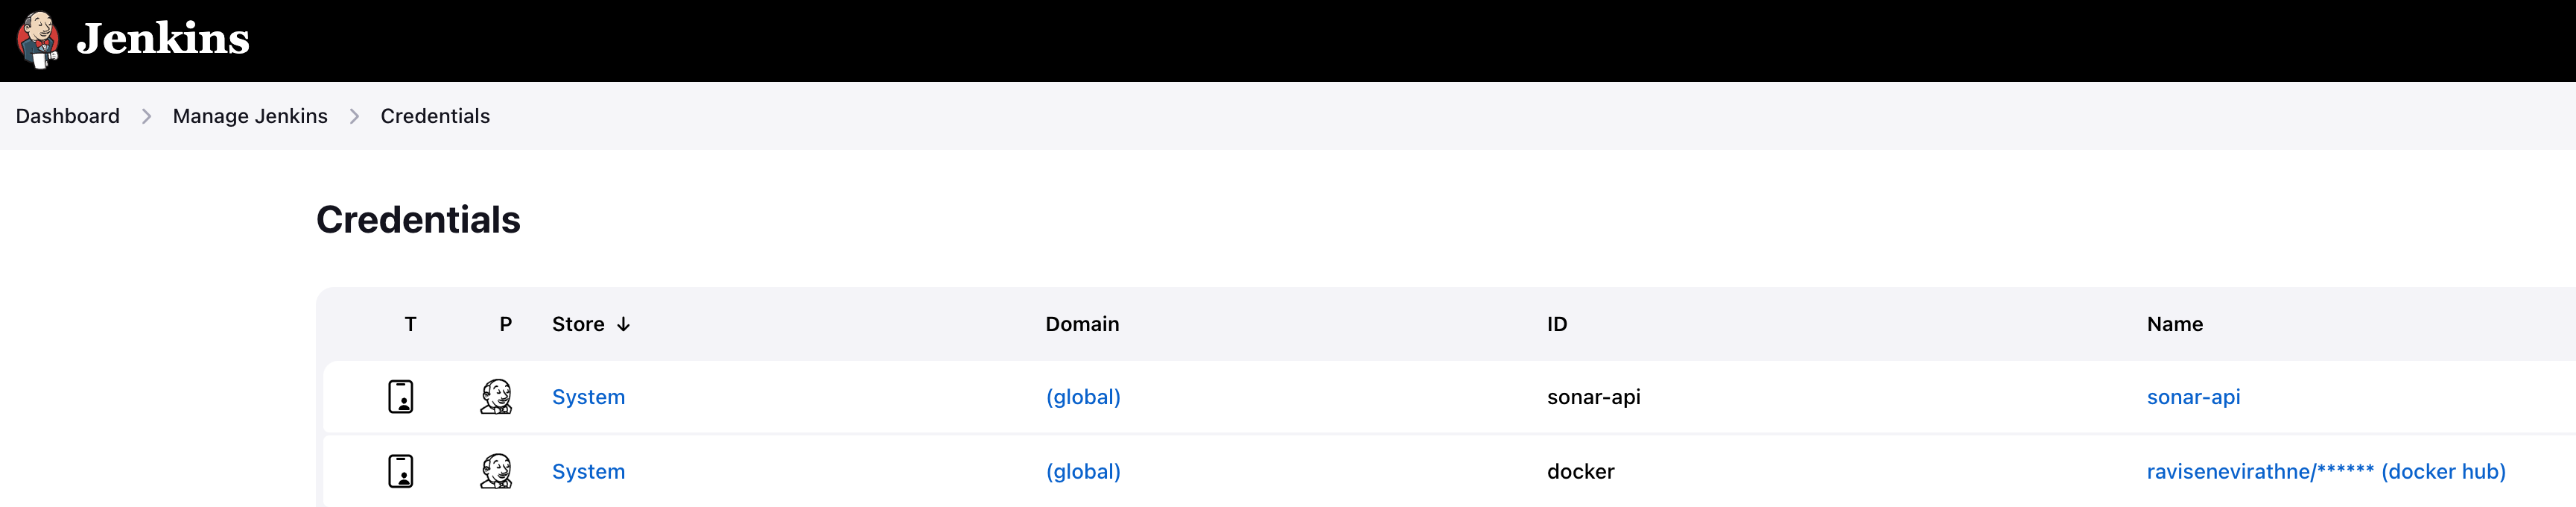 Jenkins
Dashboard > Manage Jenkins > Credentials
Credentials
T P Store ↓ Domain ID Name
System (global) sonar-api sonar-api
System (global) docker ravisenevirathne/****** (docker hub)